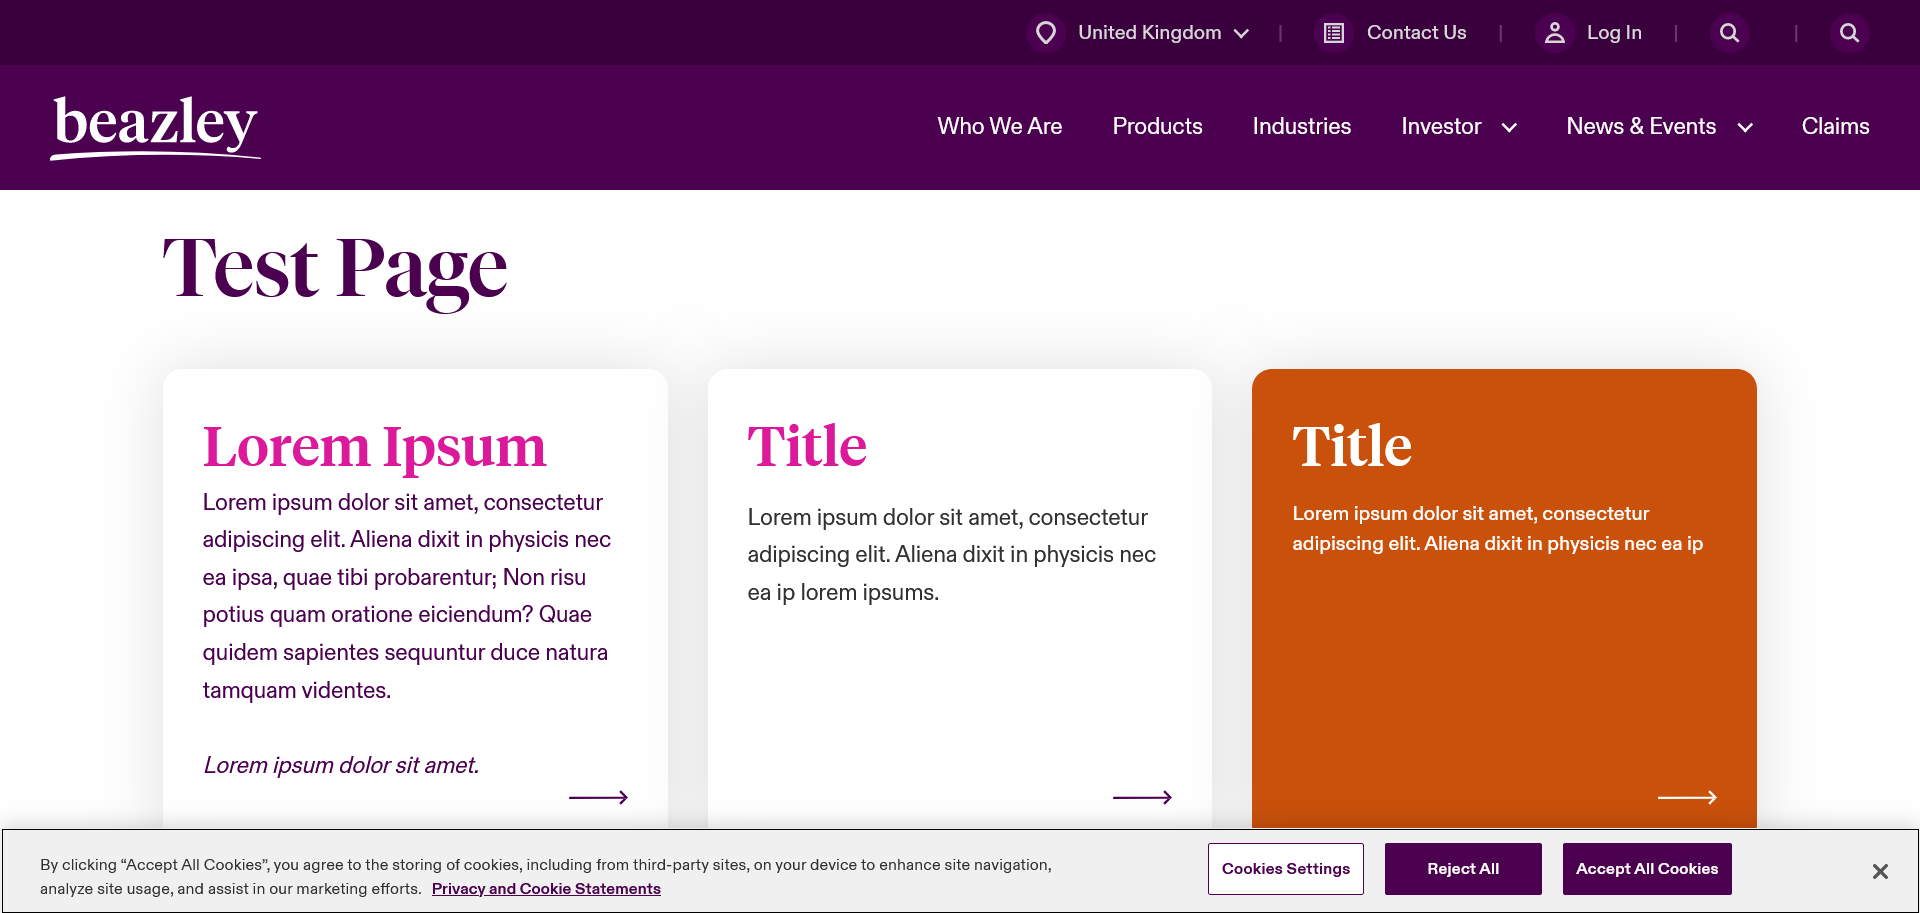 United Kingdom | Contact Us | Log In | |
beazley
Who We Are Products Industries Investor News & Events Claims
Test Page
Lorem Ipsum
Lorem ipsum dolor sit amet, consectetur
adipiscing elit. Aliena dixit in physicis nec
ea ipsa, quae tibi probarentur; Non risu
potius quam oratione eiciendum? Quae
quidem sapientes sequuntur duce natura
tamquam videntes.
Lorem ipsum dolor sit amet.
Title
Lorem ipsum dolor sit amet, consectetur
adipiscing elit. Aliena dixit in physicis nec
ea ip lorem ipsums.
Title
Lorem ipsum dolor sit amet, consectetur
adipiscing elit. Aliena dixit in physicis nec ea ip
By clicking “Accept All Cookies”, you agree to the storing of cookies, including from third-party sites, on your device to enhance site navigation,
analyze site usage, and assist in our marketing efforts. Privacy and Cookie Statements
Cookies Settings
Reject All
Accept All Cookies